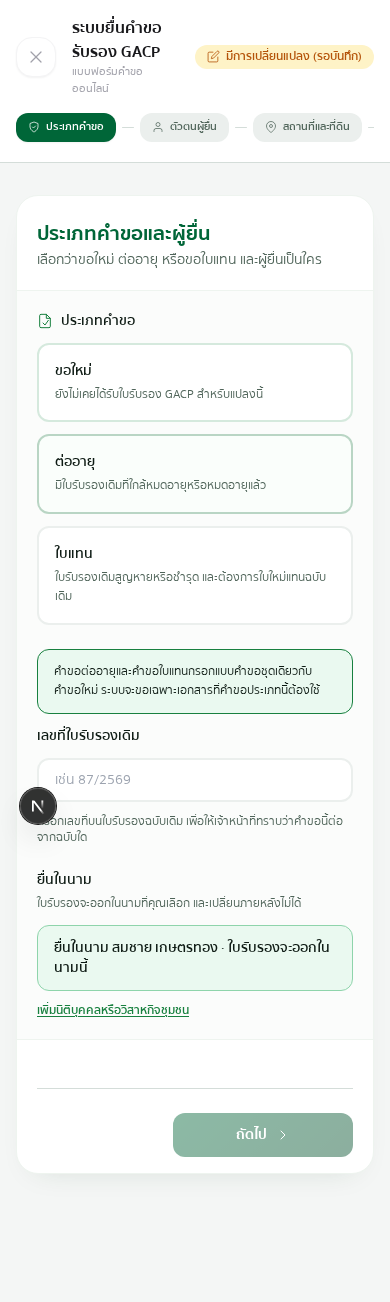 ระบบยื่นคำขอ
รับรอง GACP
แบบฟอร์มคำขอ
ออนไลน์
มีการเปลี่ยนแปลง (รอบันทึก)
ประเภทคำขอ
ตัวตนผู้ยื่น
สถานที่และที่ดิน
ประเภทคำขอและผู้ยื่น
เลือกว่าขอใหม่ ต่ออายุ หรือขอใบแทน และผู้ยื่นเป็นใคร
ประเภทคำขอ
ขอใหม่
ยังไม่เคยได้รับใบรับรอง GACP สำหรับแปลงนี้
ต่ออายุ
มีใบรับรองเดิมที่ใกล้หมดอายุหรือหมดอายุแล้ว
ใบแทน
ใบรับรองเดิมสูญหายหรือชำรุด และต้องการใบใหม่แทนฉบับ
เดิม
คำขอต่ออายุและคำขอใบแทนกรอกแบบคำขอชุดเดียวกับ
คำขอใหม่ ระบบจะขอเฉพาะเอกสารที่คำขอประเภทนี้ต้องใช้
เลขที่ใบรับรองเดิม
เช่น 87/2569
เลขที่บนใบรับรองฉบับเดิม เพื่อให้เจ้าหน้าที่ทราบว่าคำขอนี้ต่อ
จากฉบับใด
N
ยื่นในนาม
ใบรับรองจะออกในนามที่คุณเลือก และเปลี่ยนภายหลังไม่ได้
ยื่นในนาม สมชาย เกษตรทอง · ใบรับรองจะออกใน
นามนี้
เพิ่มนิติบุคคลหรือวิสาหกิจชุมชน
ถัดไป